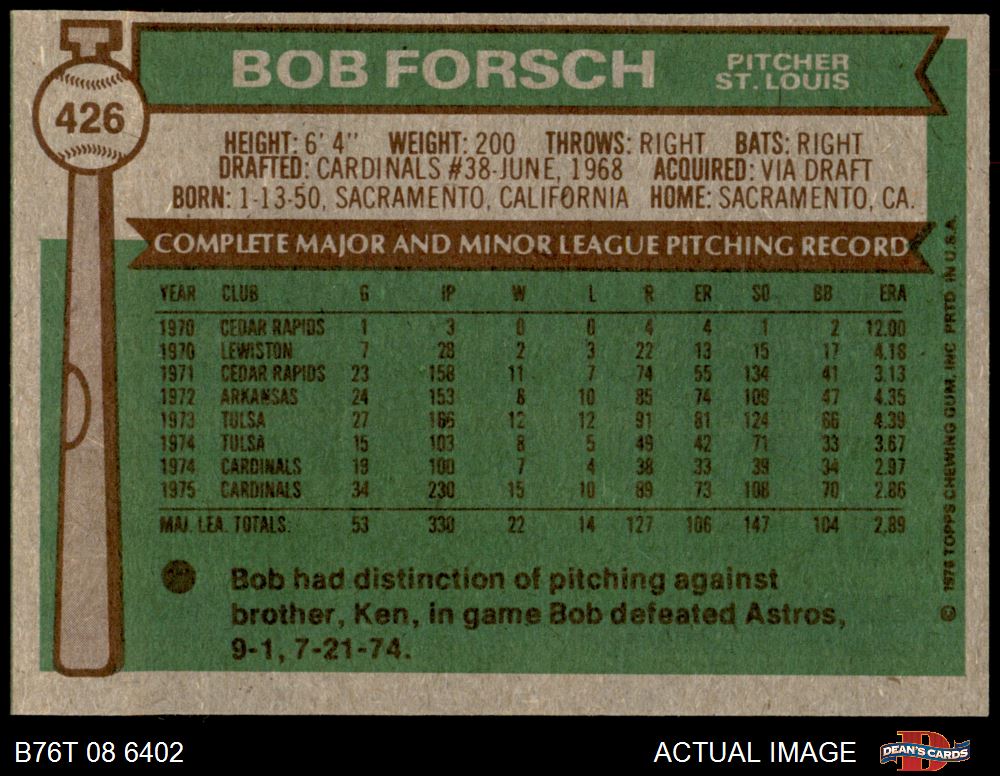 BOB FORSCH PITCHER
ST. LOUIS
426
HEIGHT: 6' 4" WEIGHT: 200 THROWS: RIGHT BATS: RIGHT
DRAFTED: CARDINALS #38-JUNE, 1968 ACQUIRED: VIA DRAFT
BORN: 1-13-50, SACRAMENTO, CALIFORNIA HOME: SACRAMENTO, CA.
COMPLETE MAJOR AND MINOR LEAGUE PITCHING RECORD
YEAR CLUB G IP W L R ER SO BB ERA
1970 CEDAR RAPIDS 1 3 0 0 4 4 1 2 12.00
1970 LEWISTON 7 28 2 3 22 13 15 17 4.18
1971 CEDAR RAPIDS 23 158 11 7 74 55 134 41 3.13
1972 ARKANSAS 24 153 8 10 85 74 109 47 4.35
1973 TULSA 27 166 12 12 91 81 124 66 4.39
1974 TULSA 15 103 8 5 49 42 71 33 3.67
1974 CARDINALS 19 100 7 4 38 33 39 34 2.97
1975 CARDINALS 34 230 15 10 89 73 108 70 2.86
MAJ. LEA. TOTALS: 53 330 22 14 127 106 147 104 2.89
Bob had distinction of pitching against
brother, Ken, in game Bob defeated Astros,
9-1, 7-21-74.
© 1976 TOPPS CHEWING GUM, INC. PRTD. IN U.S.A.
B76T 08 6402 ACTUAL IMAGE DEAN'S CARDS